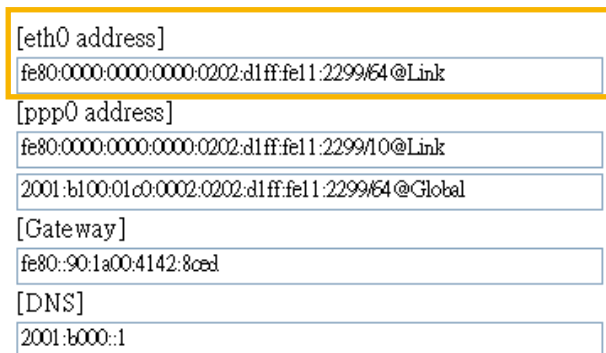 [eth0 address]
fe80:0000:0000:0000:0202:d1ff:fe11:2299/64@Link
[ppp0 address]
fe80:0000:0000:0000:0202:d1ff:fe11:2299/10@Link
2001:b100:01c0:0002:0202:d1ff:fe11:2299/64@Global
[Gateway]
fe80::90:1a00:4142:8ced
[DNS]
2001:b000::1